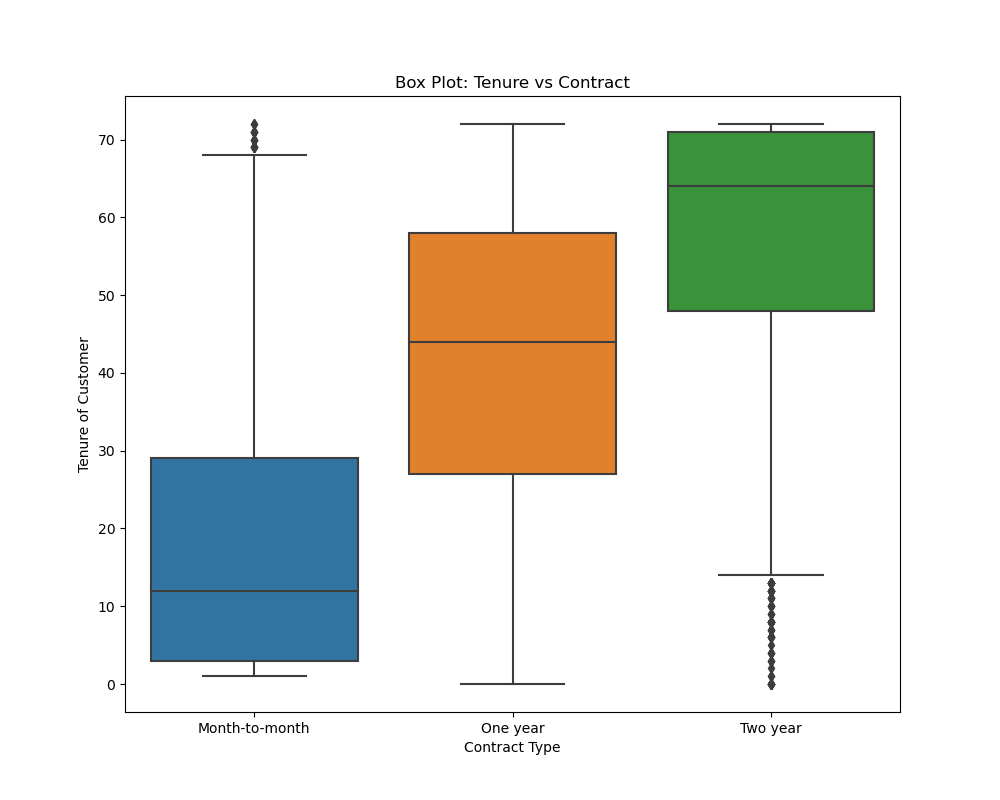 Box Plot: Tenure vs Contract
70
60
50
40
30
20
10
0
Tenure of Customer
Month-to-month
One year
Two year
Contract Type